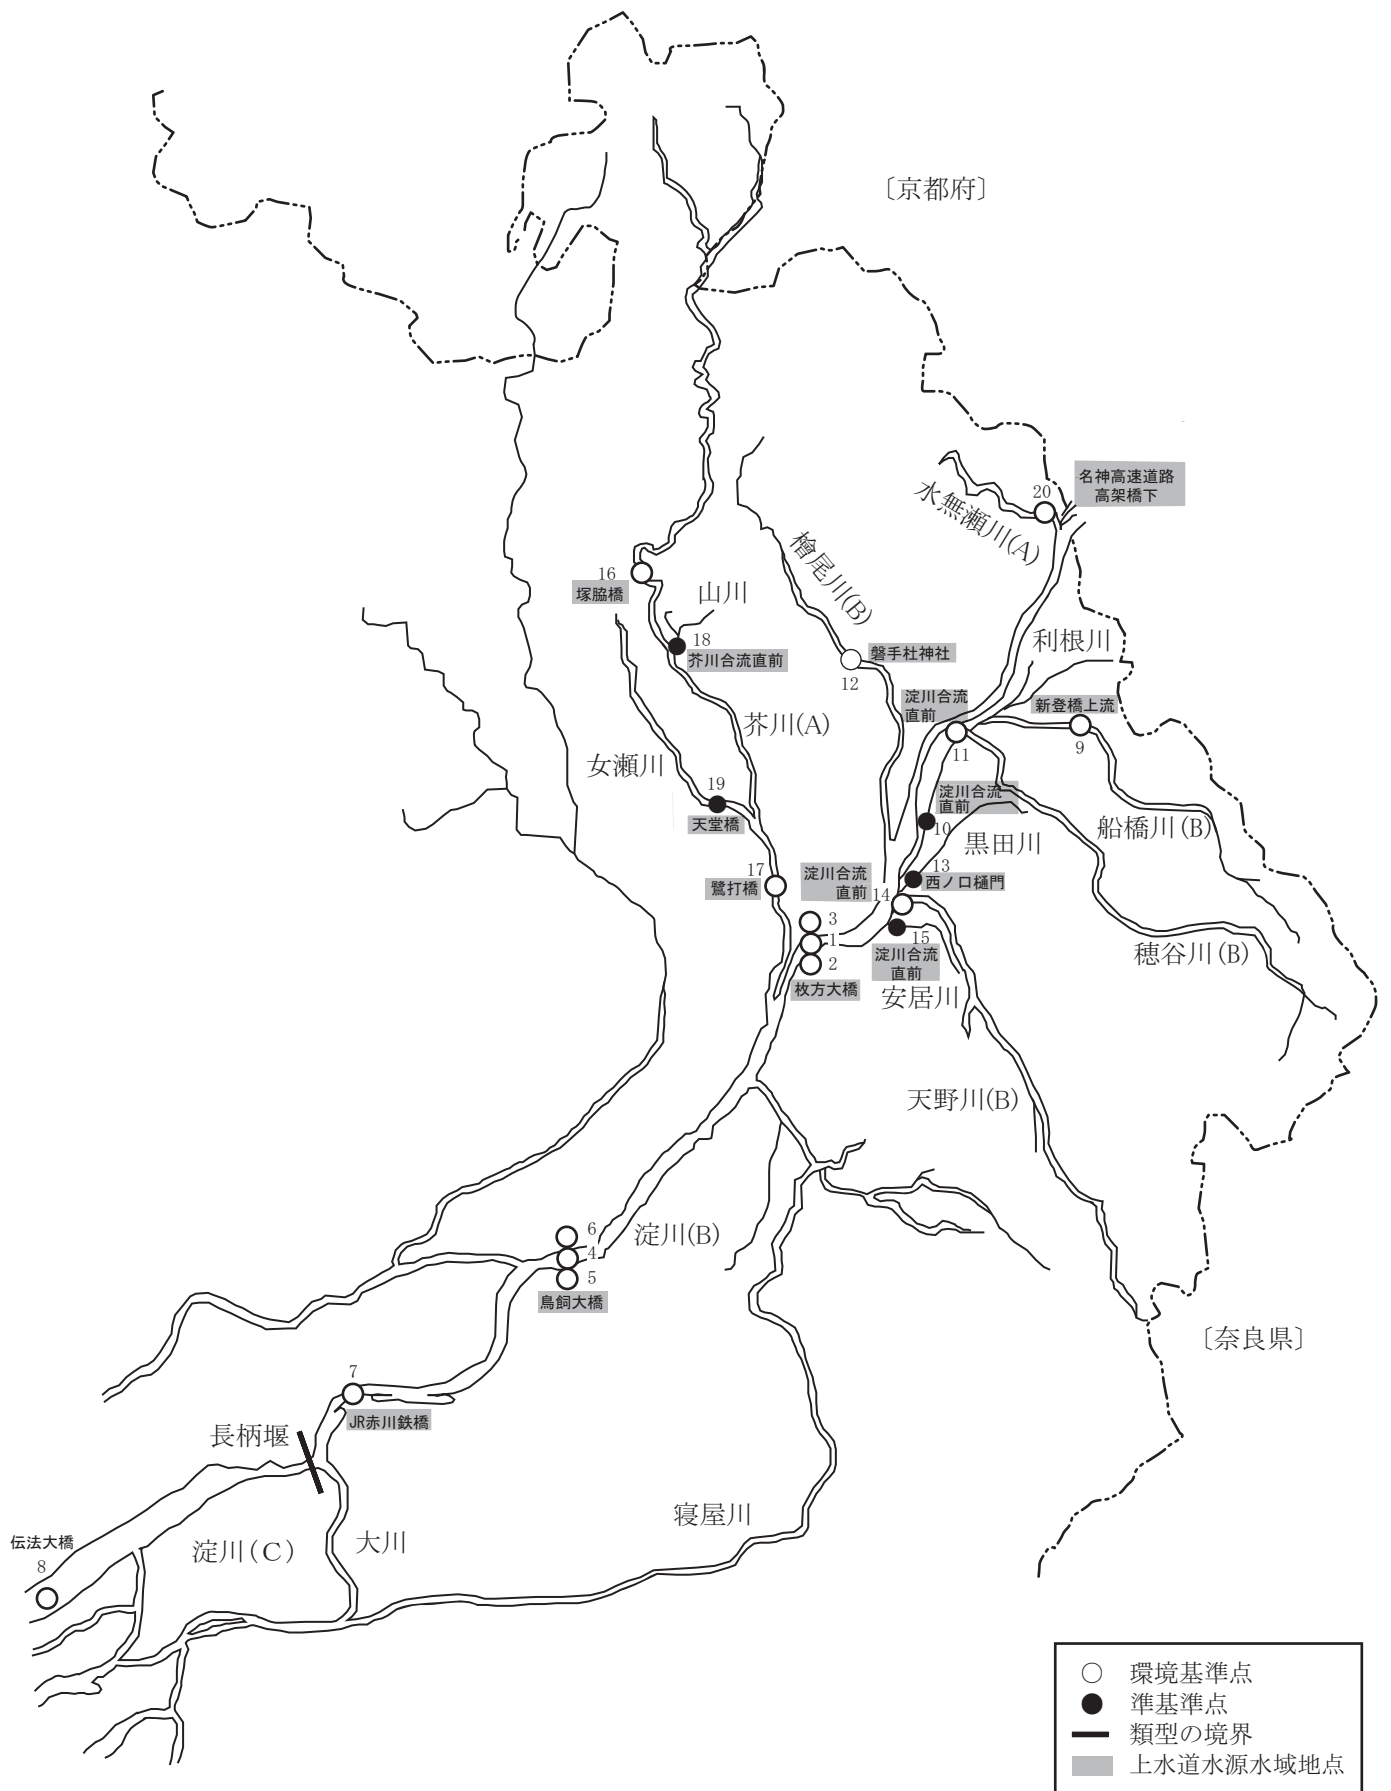 〔京都府〕
名神高速道路
高架橋下
20
水無瀬川(A)
檜尾川(B)
16
塚脇橋
山川
18
芥川合流直前
利根川
磐手杜神社
12
淀川合流
直前
11
新登橋上流
9
芥川(A)
女瀬川
19
天堂橋
淀川合流
直前
10
黒田川
船橋川(B)
13
西ノ口樋門
17
鷺打橋
淀川合流
直前
14
3
1
2
枚方大橋
15
淀川合流
直前
安居川
穂谷川(B)
天野川(B)
淀川(B)
6
4
5
鳥飼大橋
〔奈良県〕
7
JR赤川鉄橋
長柄堰
寝屋川
大川
淀川(C)
伝法大橋
8
環境基準点
準基準点
類型の境界
上水道水源水域地点